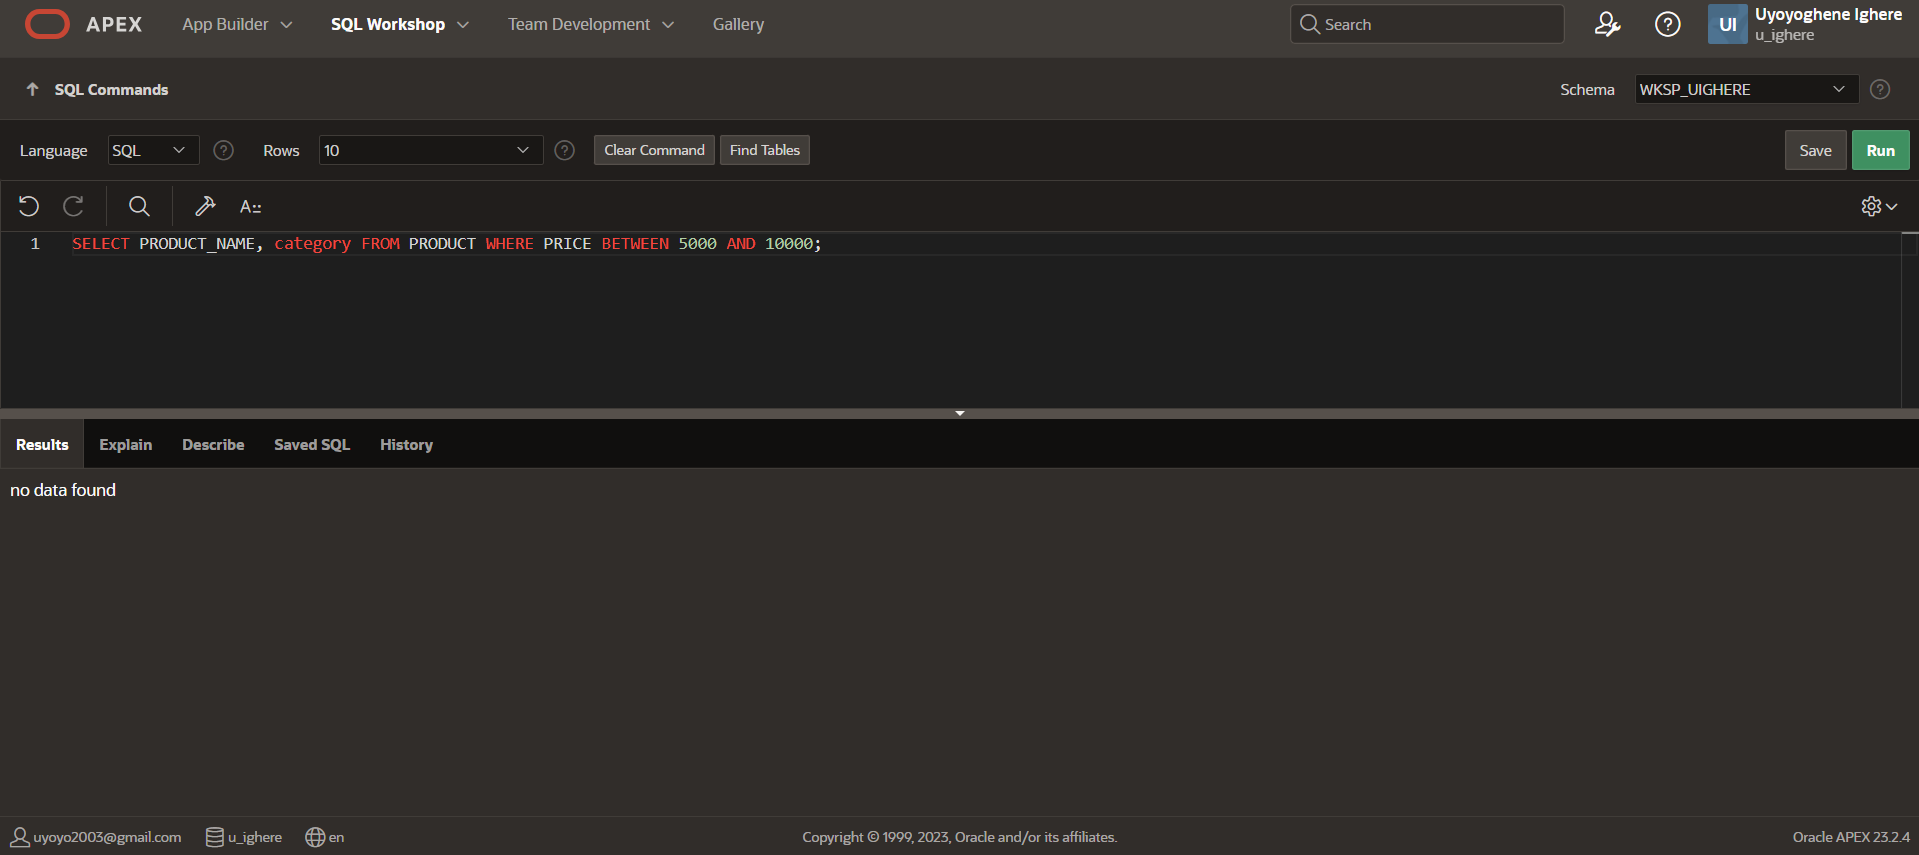 APEX App Builder SQL Workshop Team Development Gallery Search UI Uyoyoghene Ighere
u_ighere
SQL Commands Schema WKSP_UIGHERE
Language SQL Rows 10 Clear Command Find Tables Save Run
A::
1 SELECT PRODUCT_NAME, category FROM PRODUCT WHERE PRICE BETWEEN 5000 AND 10000;
Results Explain Describe Saved SQL History
no data found
uyoyo2003@gmail.com u_ighere en Copyright © 1999, 2023, Oracle and/or its affiliates. Oracle APEX 23.2.4